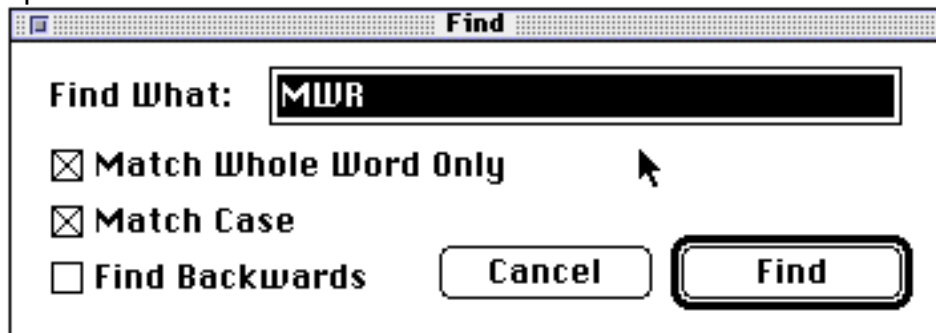 Find
Find What: MWR
Match Whole Word Only
Match Case
Find Backwards Cancel Find